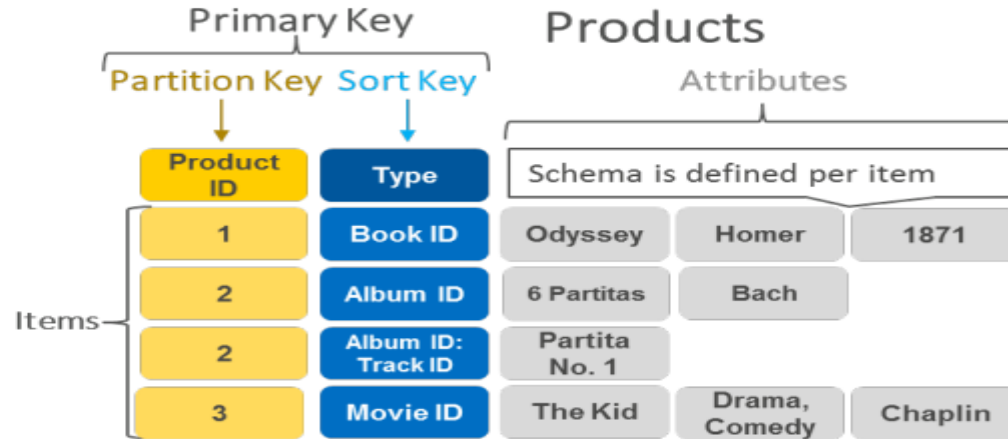 Primary Key
Products
Partition Key
Sort Key
Attributes
Product
ID
Type
Schema is defined per item
Items
1
Book ID
Odyssey
Homer
1871
2
Album ID
6 Partitas
Bach
2
Album ID:
Track ID
Partita
No. 1
3
Movie ID
The Kid
Drama,
Comedy
Chaplin